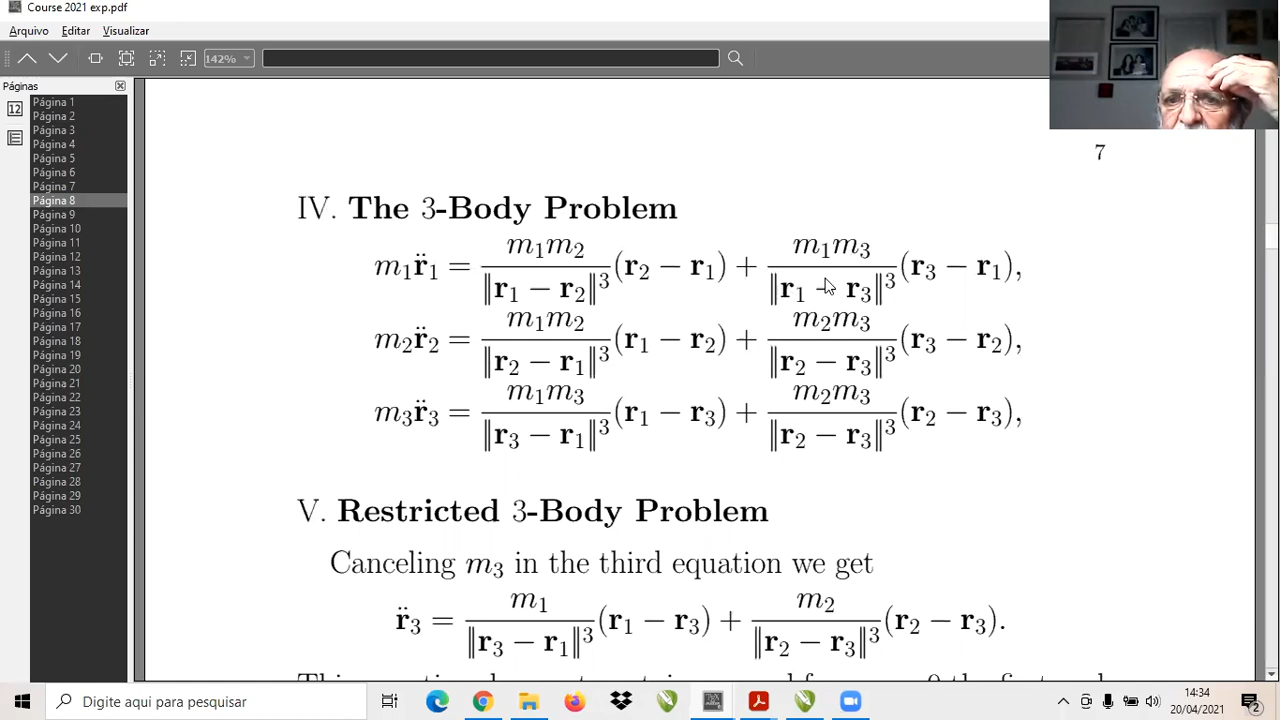 Course 2021 exp.pdf
Arquivo Editar Visualizar
142%
Páginas
12
Página 1
Página 2
Página 3
Página 4
Página 5
Página 6
Página 7
Página 8
Página 9
Página 10
Página 11
Página 12
Página 13
Página 14
Página 15
Página 16
Página 17
Página 18
Página 19
Página 20
Página 21
Página 22
Página 23
Página 24
Página 25
Página 26
Página 27
Página 28
Página 29
Página 30
7
IV. The 3-Body Problem
m₁r̈₁ = m₁m₂/‖r₁ − r₂‖³ (r₂ − r₁) + m₁m₃/‖r₁ − r₃‖³ (r₃ − r₁),
m₂r̈₂ = m₁m₂/‖r₂ − r₁‖³ (r₁ − r₂) + m₂m₃/‖r₂ − r₃‖³ (r₃ − r₂),
m₃r̈₃ = m₁m₃/‖r₃ − r₁‖³ (r₁ − r₃) + m₂m₃/‖r₂ − r₃‖³ (r₂ − r₃),
V. Restricted 3-Body Problem
Canceling m₃ in the third equation we get
r̈₃ = m₁/‖r₃ − r₁‖³ (r₁ − r₃) + m₂/‖r₂ − r₃‖³ (r₂ − r₃).
Digite aqui para pesquisar
14:34
20/04/2021
2